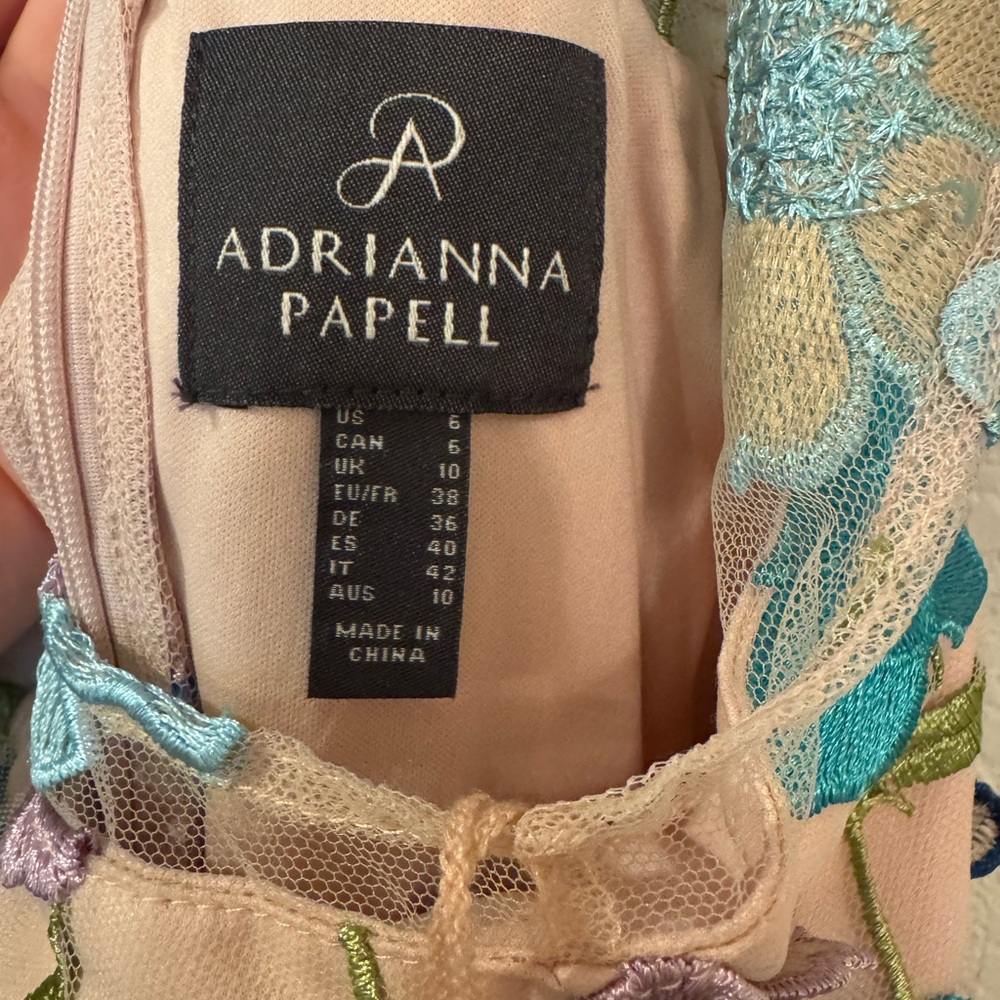 AP
ADRIANNA
PAPELL
US 6
CAN 6
UK 10
EU/FR 38
DE 36
ES 40
IT 42
AUS 10
MADE IN
CHINA